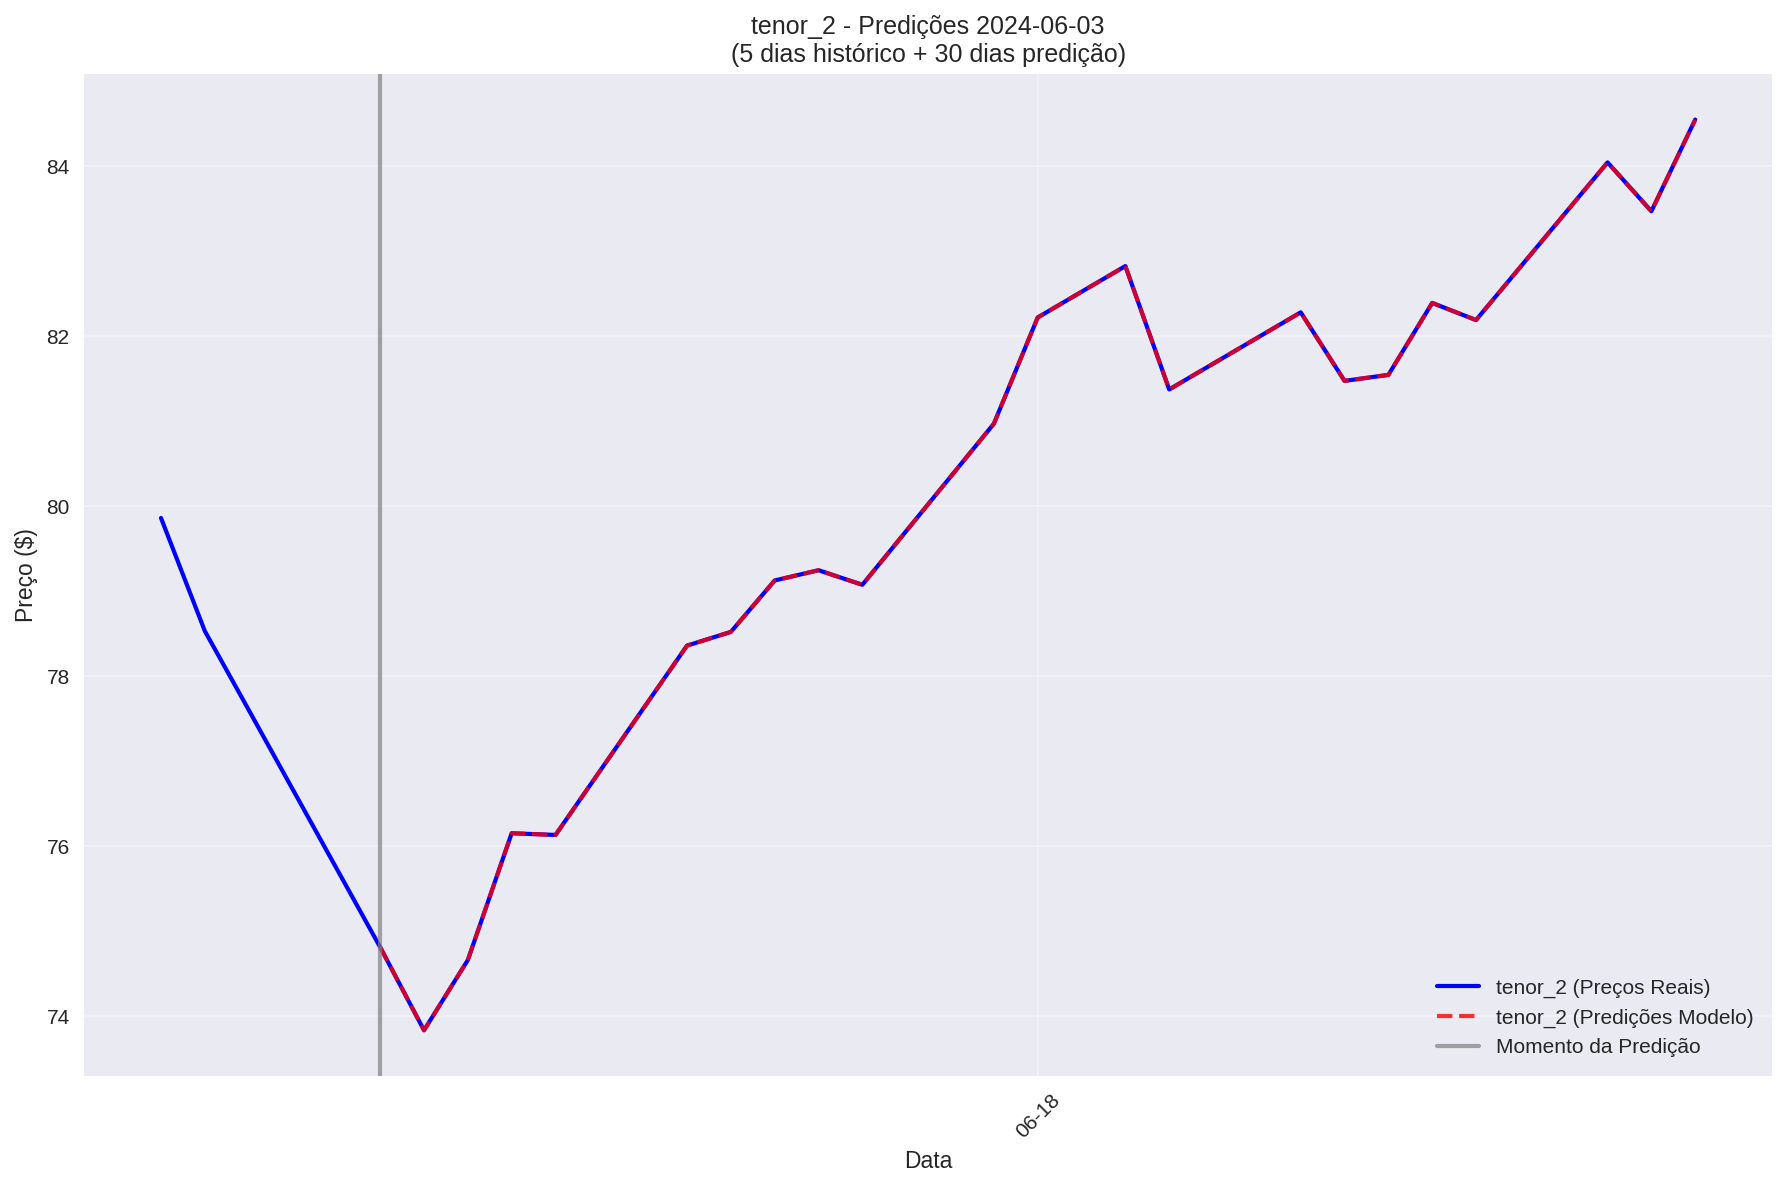 tenor_2 - Predições 2024-06-03
(5 dias histórico + 30 dias predição)
Preço ($)
84
82
80
78
76
74
tenor_2 (Preços Reais)
tenor_2 (Predições Modelo)
Momento da Predição
06-18
Data